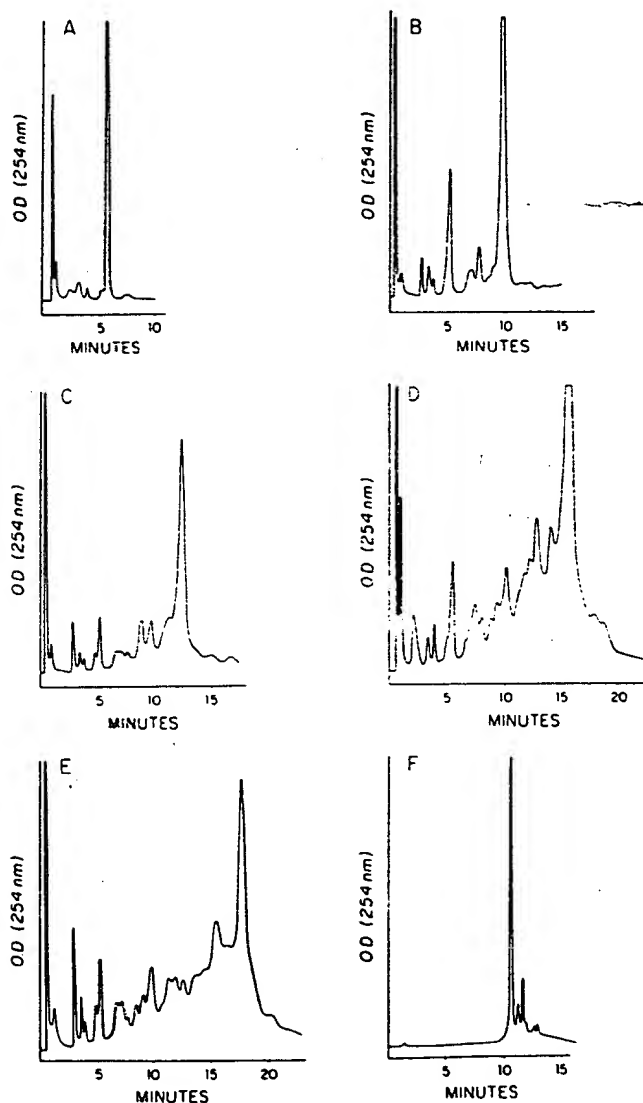 A
OD (254 nm)
5 10
MINUTES
B
OD (254 nm)
5 10 15
MINUTES
C
OD (254 nm)
5 10 15
MINUTES
D
OD (254 nm)
5 10 15 20
MINUTES
E
OD (254 nm)
5 10 15 20
MINUTES
F
OD (254 nm)
5 10 15
MINUTES